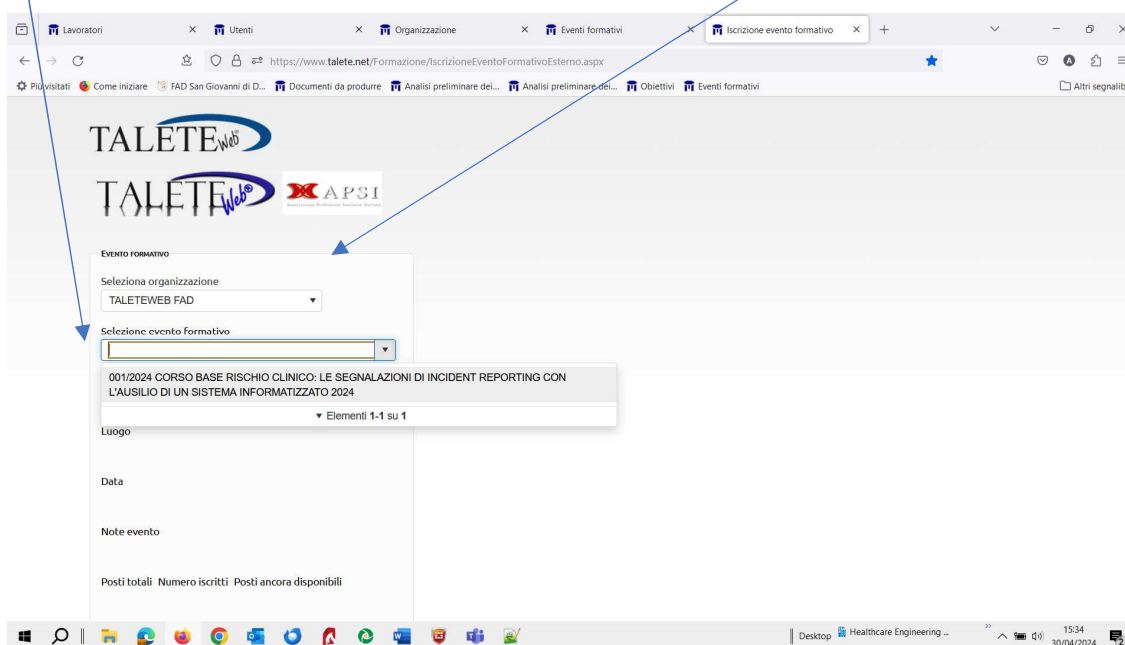 Lavoratori
Utenti
Organizzazione
Eventi formativi
Iscrizione evento formativo
https://www.talete.net/Formazione/IscrizioneEventoFormativoEsterno.aspx
Più visitati Come iniziare FAD San Giovanni di D... Documenti da produrre Analisi preliminare dei... Analisi preliminare dei... Obiettivi Eventi formativi Altri segnalib
TALETEWeb®
TALETEWeb® APSI
EVENTO FORMATIVO
Seleziona organizzazione
TALETEWEB FAD
Selezione evento formativo
001/2024 CORSO BASE RISCHIO CLINICO: LE SEGNALAZIONI DI INCIDENT REPORTING CON
L'AUSILIO DI UN SISTEMA INFORMATIZZATO 2024
Elementi 1-1 su 1
Luogo
Data
Note evento
Posti totali Numero iscritti Posti ancora disponibili
Desktop Healthcare Engineering ...
15:34
30/04/2024